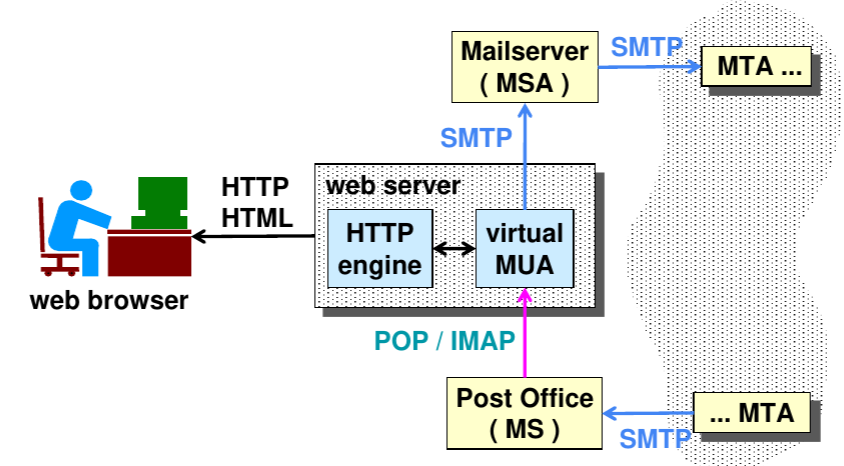 Mailserver
( MSA )
SMTP
MTA ...
SMTP
web server
HTTP
HTML
HTTP
engine
virtual
MUA
web browser
POP / IMAP
Post Office
( MS )
SMTP
... MTA